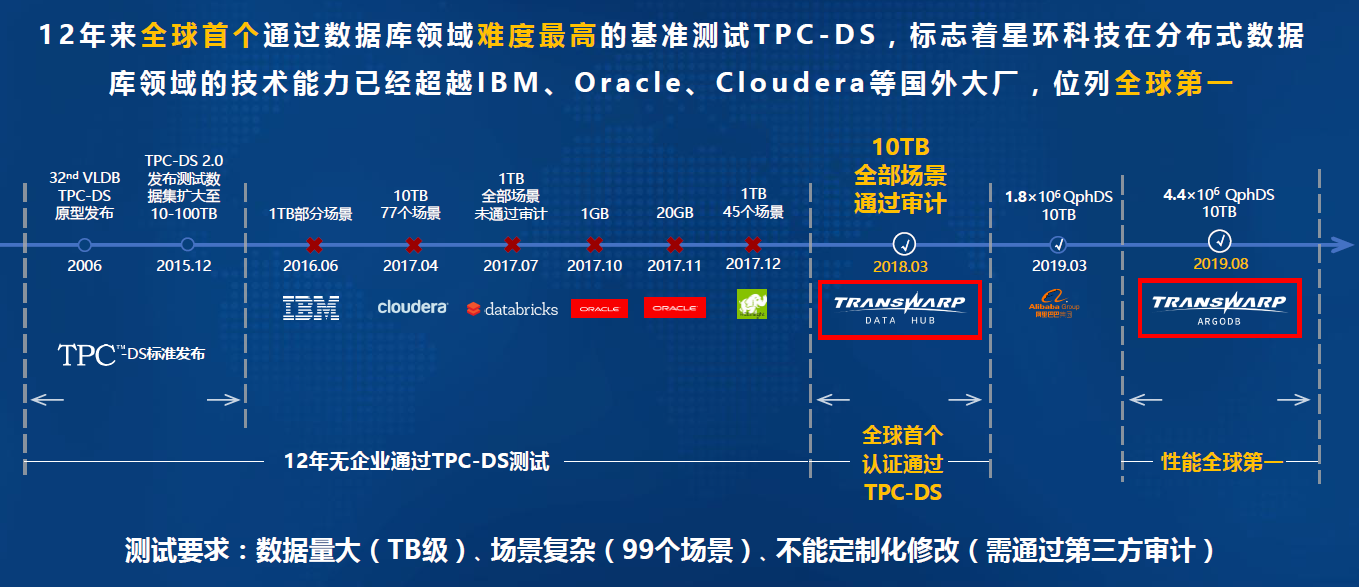 12年来全球首个通过数据库领域难度最高的基准测试TPC-DS，标志着星环科技在分布式数据
库领域的技术能力已经超越IBM、Oracle、Cloudera等国外大厂，位列全球第一
32nd VLDB
TPC-DS
原型发布
2006
TPC-DS 2.0
发布测试数
据集扩大至
10-100TB
2015.12
TPC™-DS标准发布
1TB部分场景
2016.06
IBM
10TB
77个场景
2017.04
cloudera
1TB
全部场景
未通过审计
2017.07
databricks
1GB
2017.10
ORACLE
20GB
2017.11
ORACLE
1TB
45个场景
2017.12
10TB
全部场景
通过审计
2018.03
TRANSWARP
DATA HUB
1.8×10⁶ QphDS
10TB
2019.03
Alibaba Group
阿里巴巴集团
4.4×10⁶ QphDS
10TB
2019.08
TRANSWARP
ARGODB
12年无企业通过TPC-DS测试
全球首个
认证通过
TPC-DS
性能全球第一
测试要求：数据量大（TB级）、场景复杂（99个场景）、不能定制化修改（需通过第三方审计）